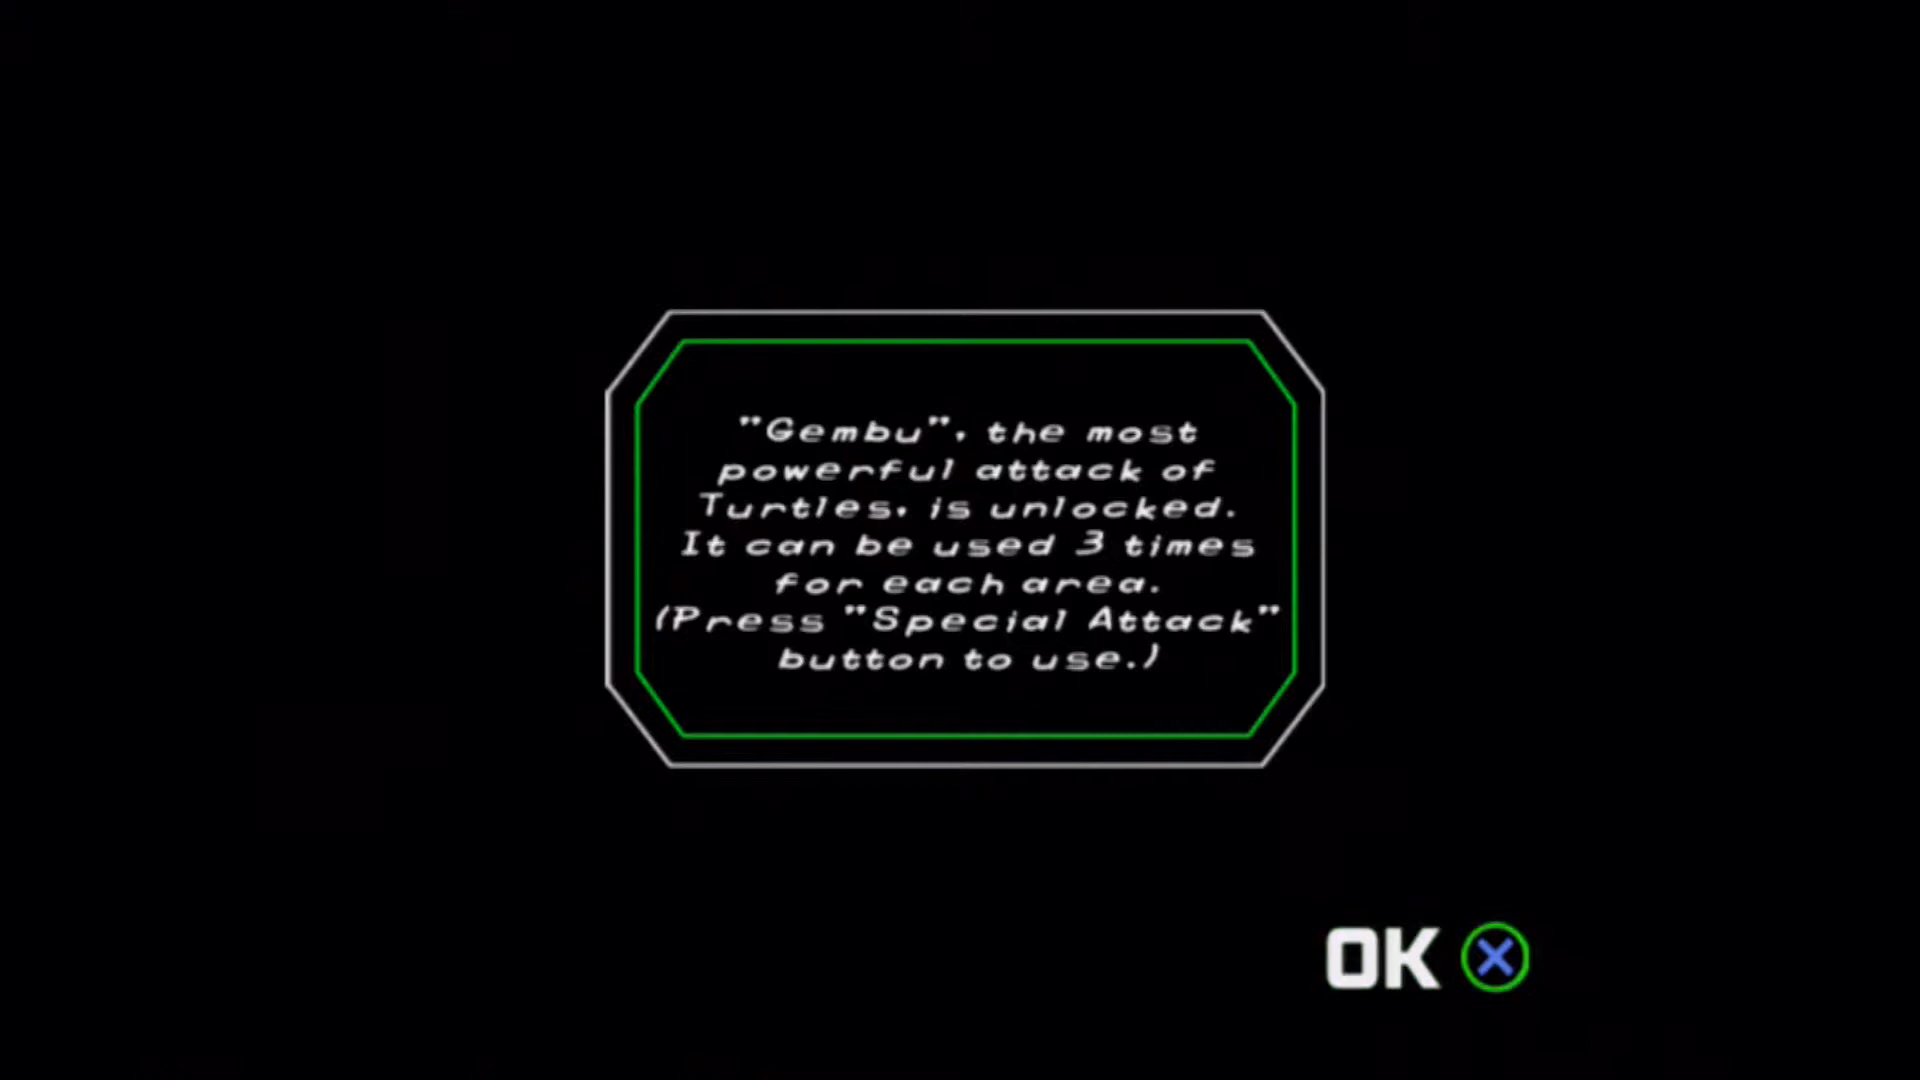 "Gembu", the most
powerful attack of
Turtles, is unlocked.
It can be used 3 times
for each area.
(Press "Special Attack"
button to use.)
OK